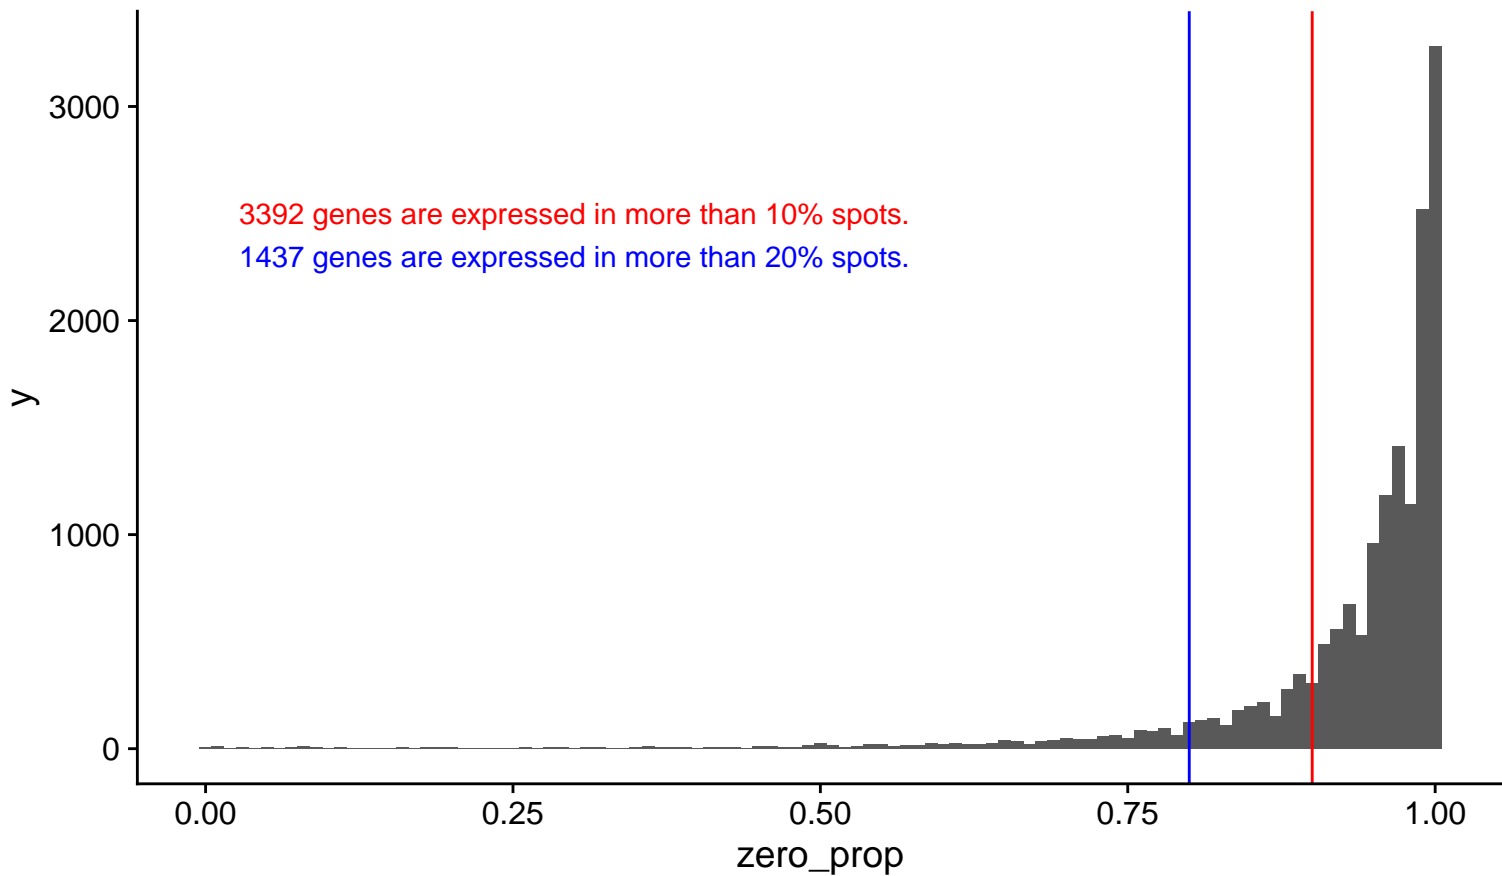 3000
2000
1000
0
y
3392 genes are expressed in more than 10% spots.
1437 genes are expressed in more than 20% spots.
0.00 0.25 0.50 0.75 1.00
zero_prop